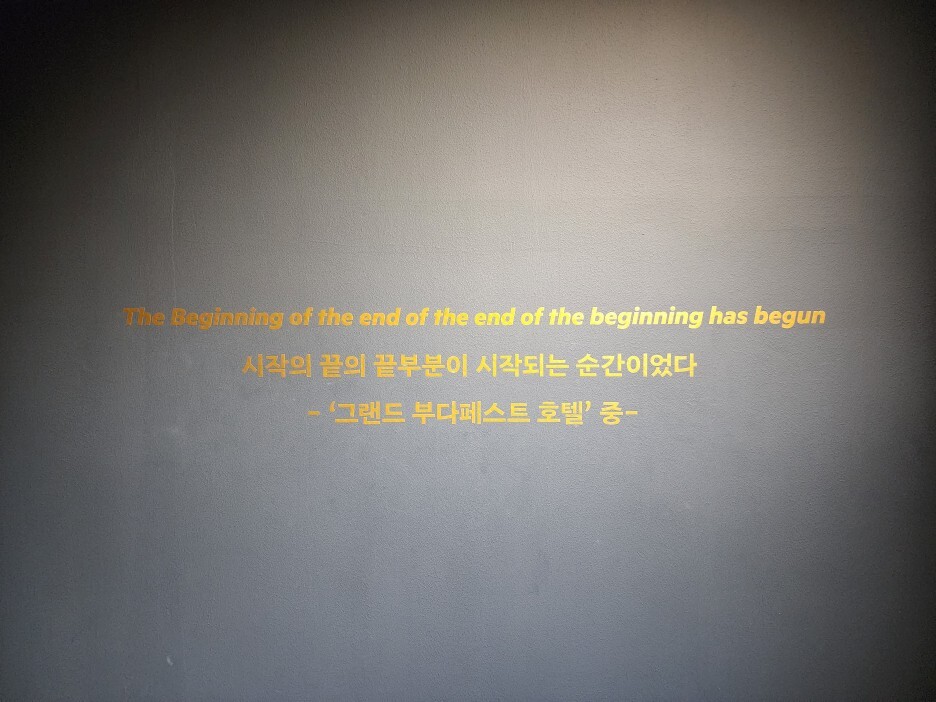 The Beginning of the end of the end of the beginning has begun
시작의 끝의 끝부분이 시작되는 순간이었다
- ‘그랜드 부다페스트 호텔’ 중-